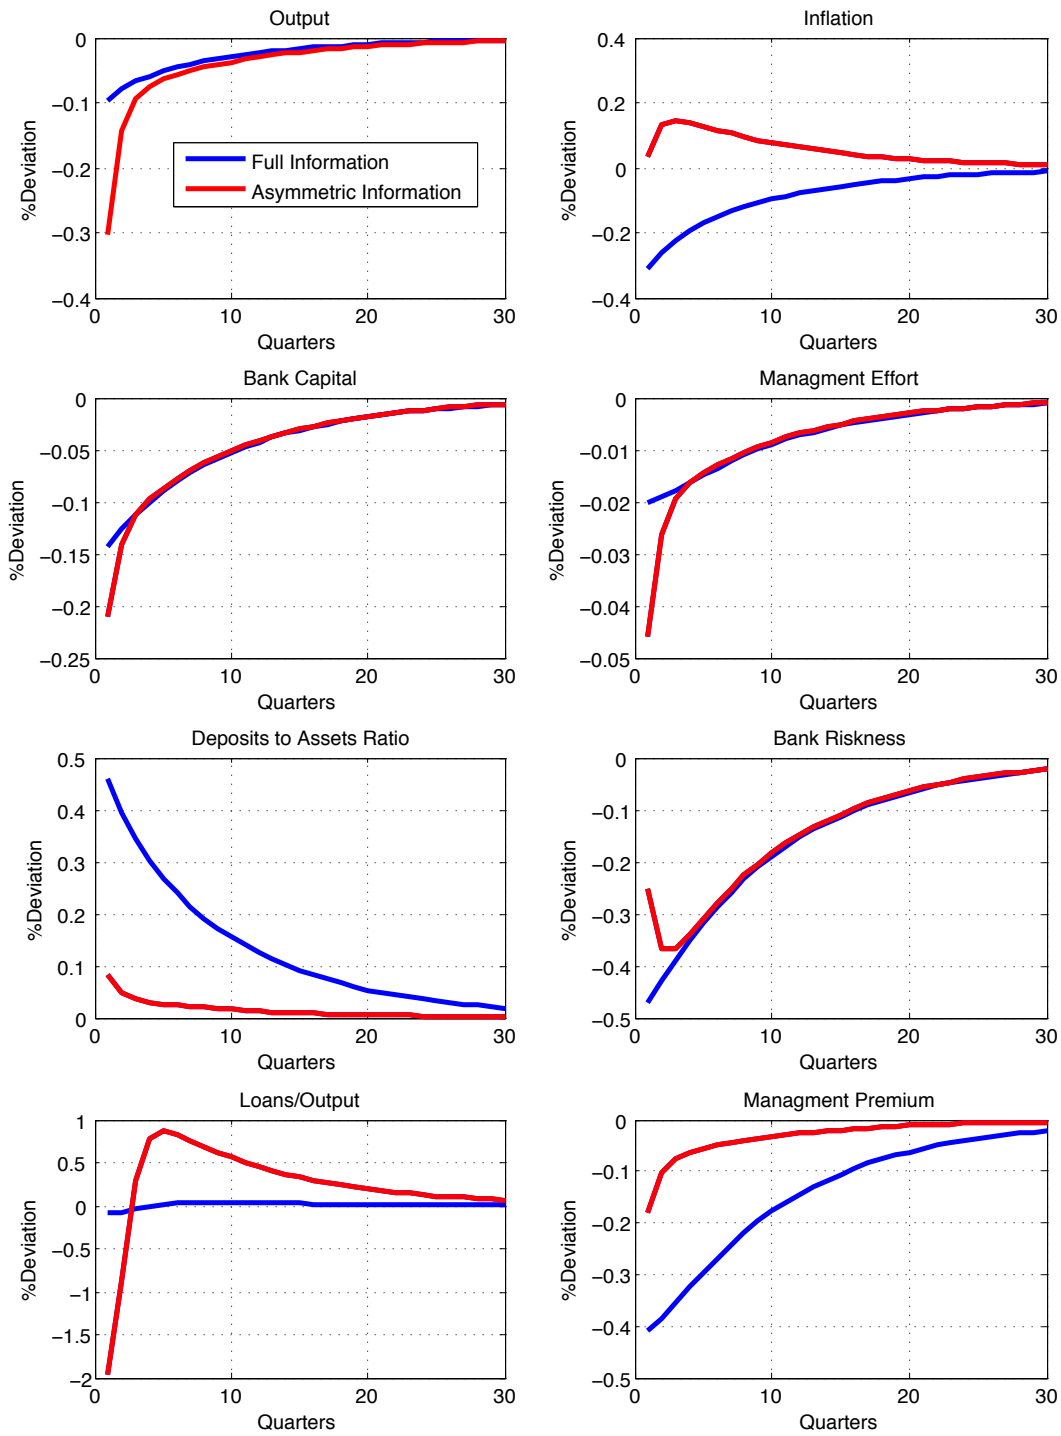 Output
0
−0.1
−0.2
−0.3
−0.4
%Deviation
Full Information
Asymmetric Information
0 10 20 30
Quarters
Inflation
0.4
0.2
0
−0.2
−0.4
%Deviation
0 10 20 30
Quarters
Bank Capital
0
−0.05
−0.1
−0.15
−0.2
−0.25
%Deviation
0 10 20 30
Quarters
Managment Effort
0
−0.01
−0.02
−0.03
−0.04
−0.05
%Deviation
0 10 20 30
Quarters
Deposits to Assets Ratio
0.5
0.4
0.3
0.2
0.1
0
%Deviation
0 10 20 30
Quarters
Bank Riskness
0
−0.1
−0.2
−0.3
−0.4
−0.5
%Deviation
0 10 20 30
Quarters
Loans/Output
1
0.5
0
−0.5
−1
−1.5
−2
%Deviation
0 10 20 30
Quarters
Managment Premium
0
−0.1
−0.2
−0.3
−0.4
−0.5
%Deviation
0 10 20 30
Quarters